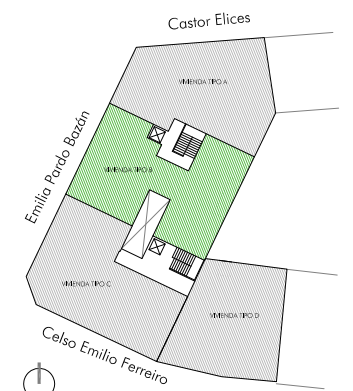 Castor Elices
VIVIENDA TIPO A
Emilia Pardo Bazán
VIVIENDA TIPO B
VIVIENDA TIPO C
VIVIENDA TIPO D
Celso Emilio Ferreiro